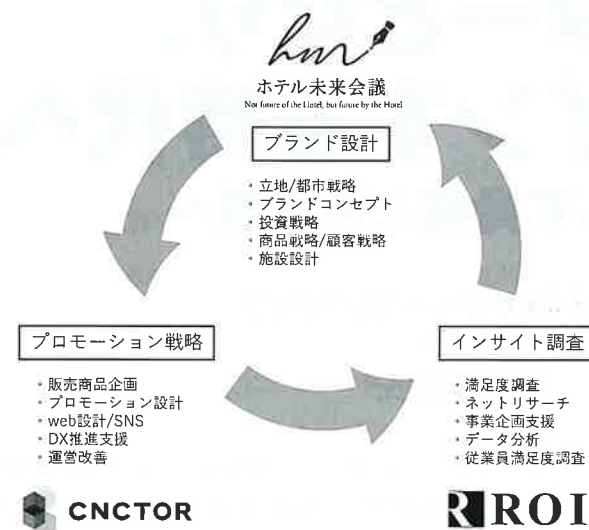 hm
ホテル未来会議
Not future of the Hotel, but future by the Hotel
ブランド設計
・立地/都市戦略
・ブランドコンセプト
・投資戦略
・商品戦略/顧客戦略
・施設設計
プロモーション戦略
・販売商品企画
・プロモーション設計
・web設計/SNS
・DX推進支援
・運営改善
CNCTOR
インサイト調査
・満足度調査
・ネットリサーチ
・事業企画支援
・データ分析
・従業員満足度調査
R ROI